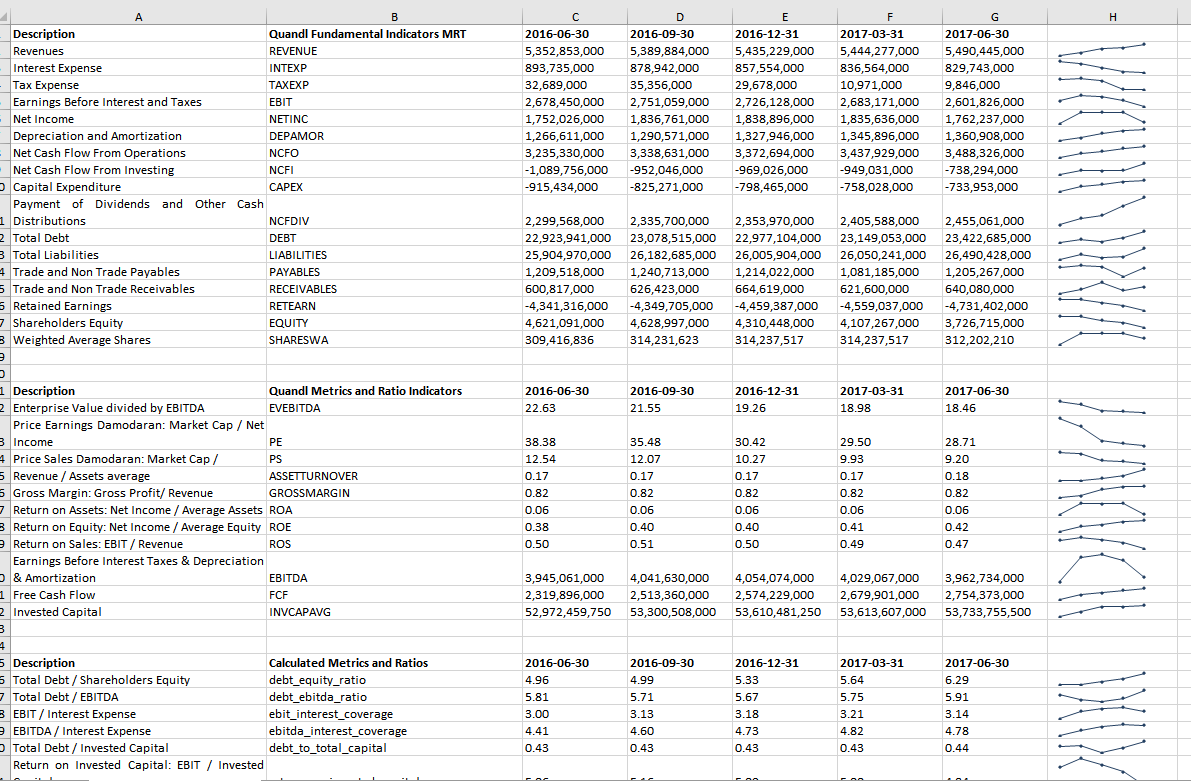 A B C D E F G H
Description Quandl Fundamental Indicators MRT 2016-06-30 2016-09-30 2016-12-31 2017-03-31 2017-06-30
Revenues REVENUE 5,352,853,000 5,389,884,000 5,435,229,000 5,444,277,000 5,490,445,000
Interest Expense INTEXP 893,735,000 878,942,000 857,554,000 836,564,000 829,743,000
Tax Expense TAXEXP 32,689,000 35,356,000 29,678,000 10,971,000 9,846,000
Earnings Before Interest and Taxes EBIT 2,678,450,000 2,751,059,000 2,726,128,000 2,683,171,000 2,601,826,000
Net Income NETINC 1,752,026,000 1,836,761,000 1,838,896,000 1,835,636,000 1,762,237,000
Depreciation and Amortization DEPAMOR 1,266,611,000 1,290,571,000 1,327,946,000 1,345,896,000 1,360,908,000
Net Cash Flow From Operations NCFO 3,235,330,000 3,338,631,000 3,372,694,000 3,437,929,000 3,488,326,000
Net Cash Flow From Investing NCFI -1,089,756,000 -952,046,000 -969,026,000 -949,031,000 -738,294,000
0 Capital Expenditure CAPEX -915,434,000 -825,271,000 -798,465,000 -758,028,000 -733,953,000
Payment of Dividends and Other Cash
1 Distributions NCFDIV 2,299,568,000 2,335,700,000 2,353,970,000 2,405,588,000 2,455,061,000
2 Total Debt DEBT 22,923,941,000 23,078,515,000 22,977,104,000 23,149,053,000 23,422,685,000
3 Total Liabilities LIABILITIES 25,904,970,000 26,182,685,000 26,005,904,000 26,050,241,000 26,490,428,000
4 Trade and Non Trade Payables PAYABLES 1,209,518,000 1,240,713,000 1,214,022,000 1,081,185,000 1,205,267,000
5 Trade and Non Trade Receivables RECEIVABLES 600,817,000 626,423,000 664,619,000 621,600,000 640,080,000
6 Retained Earnings RETEARN -4,341,316,000 -4,349,705,000 -4,459,387,000 -4,559,037,000 -4,731,402,000
7 Shareholders Equity EQUITY 4,621,091,000 4,628,997,000 4,310,448,000 4,107,267,000 3,726,715,000
8 Weighted Average Shares SHARESWA 309,416,836 314,231,623 314,237,517 314,237,517 312,202,210
9
0
1 Description Quandl Metrics and Ratio Indicators 2016-06-30 2016-09-30 2016-12-31 2017-03-31 2017-06-30
2 Enterprise Value divided by EBITDA EVEBITDA 22.63 21.55 19.26 18.98 18.46
Price Earnings Damodaran: Market Cap / Net
3 Income PE 38.38 35.48 30.42 29.50 28.71
4 Price Sales Damodaran: Market Cap / PS 12.54 12.07 10.27 9.93 9.20
5 Revenue / Assets average ASSETTURNOVER 0.17 0.17 0.17 0.17 0.18
6 Gross Margin: Gross Profit/ Revenue GROSSMARGIN 0.82 0.82 0.82 0.82 0.82
7 Return on Assets: Net Income / Average Assets ROA 0.06 0.06 0.06 0.06 0.06
8 Return on Equity: Net Income / Average Equity ROE 0.38 0.40 0.40 0.41 0.42
9 Return on Sales: EBIT / Revenue ROS 0.50 0.51 0.50 0.49 0.47
Earnings Before Interest Taxes & Depreciation
0 & Amortization EBITDA 3,945,061,000 4,041,630,000 4,054,074,000 4,029,067,000 3,962,734,000
1 Free Cash Flow FCF 2,319,896,000 2,513,360,000 2,574,229,000 2,679,901,000 2,754,373,000
2 Invested Capital INVCAPAVG 52,972,459,750 53,300,508,000 53,610,481,250 53,613,607,000 53,733,755,500
3
4
5 Description Calculated Metrics and Ratios 2016-06-30 2016-09-30 2016-12-31 2017-03-31 2017-06-30
6 Total Debt / Shareholders Equity debt_equity_ratio 4.96 4.99 5.33 5.64 6.29
7 Total Debt / EBITDA debt_ebitda_ratio 5.81 5.71 5.67 5.75 5.91
8 EBIT / Interest Expense ebit_interest_coverage 3.00 3.13 3.18 3.21 3.14
9 EBITDA / Interest Expense ebitda_interest_coverage 4.41 4.60 4.73 4.82 4.78
0 Total Debt / Invested Capital debt_to_total_capital 0.43 0.43 0.43 0.43 0.44
Return on Invested Capital: EBIT / Invested